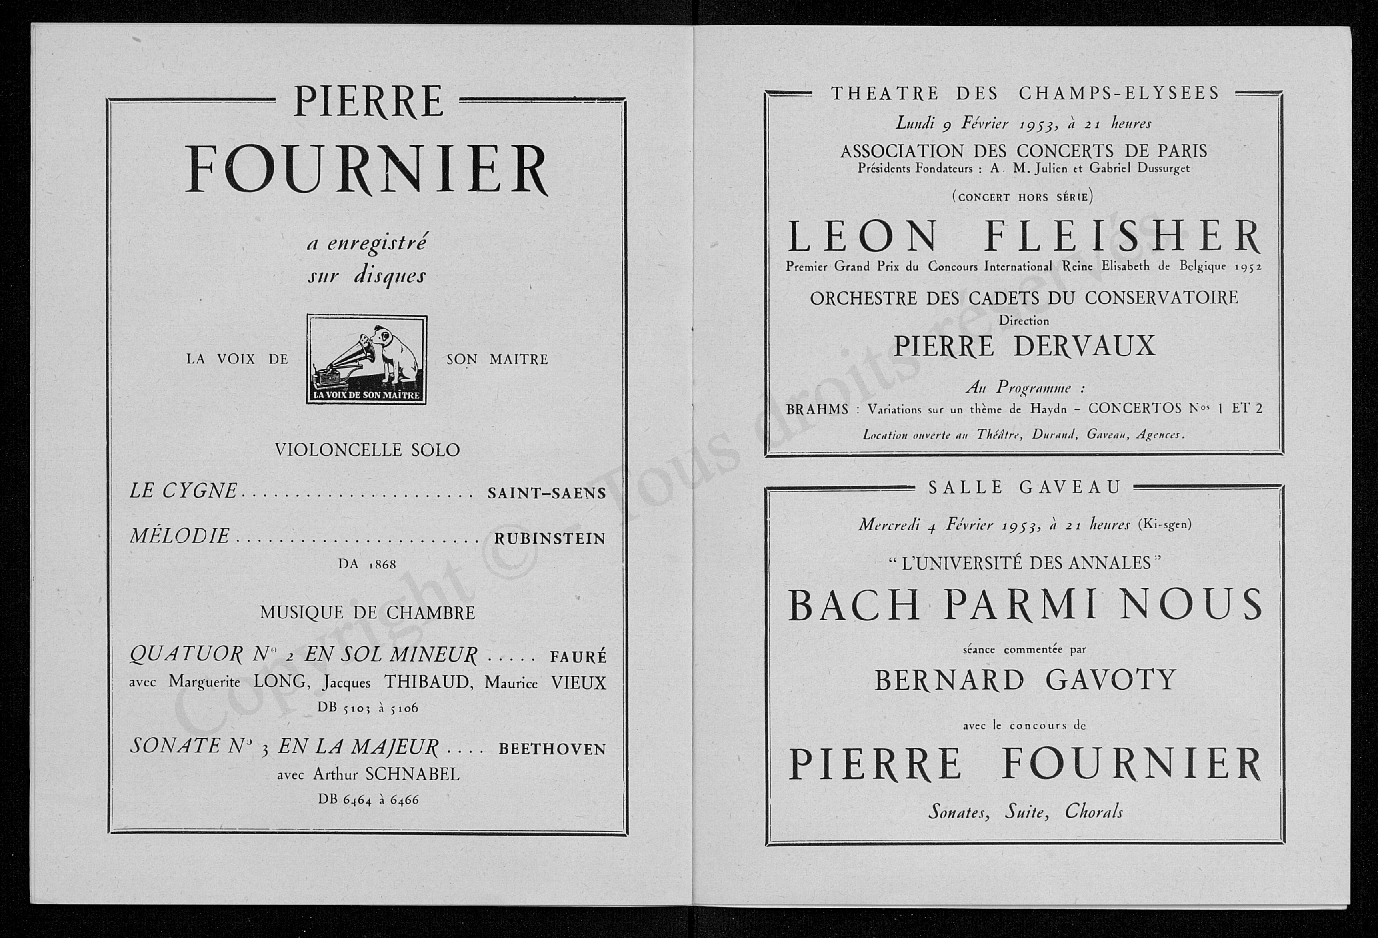 PIERRE
FOURNIER
a enregistré
sur disques
LA VOIX DE SON MAITRE
LA VOIX DE SON MAITRE
VIOLONCELLE SOLO
LE CYGNE. . . . . . . . . . . . . . . . . . . . . . SAINT-SAENS
MÉLODIE . . . . . . . . . . . . . . . . . . . . . . . RUBINSTEIN
DA 1868
MUSIQUE DE CHAMBRE
QUATUOR Nº 2 EN SOL MINEUR . . . . . FAURÉ
avec Marguerite LONG, Jacques THIBAUD, Maurice VIEUX
DB 5103 à 5106
SONATE Nº 3 EN LA MAJEUR . . . . BEETHOVEN
avec Arthur SCHNABEL
DB 6464 à 6466
THEATRE DES CHAMPS-ELYSEES
Lundi 9 Février 1953, à 21 heures
ASSOCIATION DES CONCERTS DE PARIS
Présidents Fondateurs : A. M. Julien et Gabriel Dussurget
(CONCERT HORS SÉRIE)
LEON FLEISHER
Premier Grand Prix du Concours International Reine Elisabeth de Belgique 1952
ORCHESTRE DES CADETS DU CONSERVATOIRE
Direction
PIERRE DERVAUX
Au Programme :
BRAHMS : Variations sur un thème de Haydn - CONCERTOS Nos 1 ET 2
Location ouverte au Théâtre, Durand, Gaveau, Agences.
SALLE GAVEAU
Mercredi 4 Février 1953, à 21 heures (Ki-sgen)
“ L'UNIVERSITÉ DES ANNALES ”
BACH PARMI NOUS
séance commentée par
BERNARD GAVOTY
avec le concours de
PIERRE FOURNIER
Sonates, Suite, Chorals
Copyright © - Tous droits réservés.